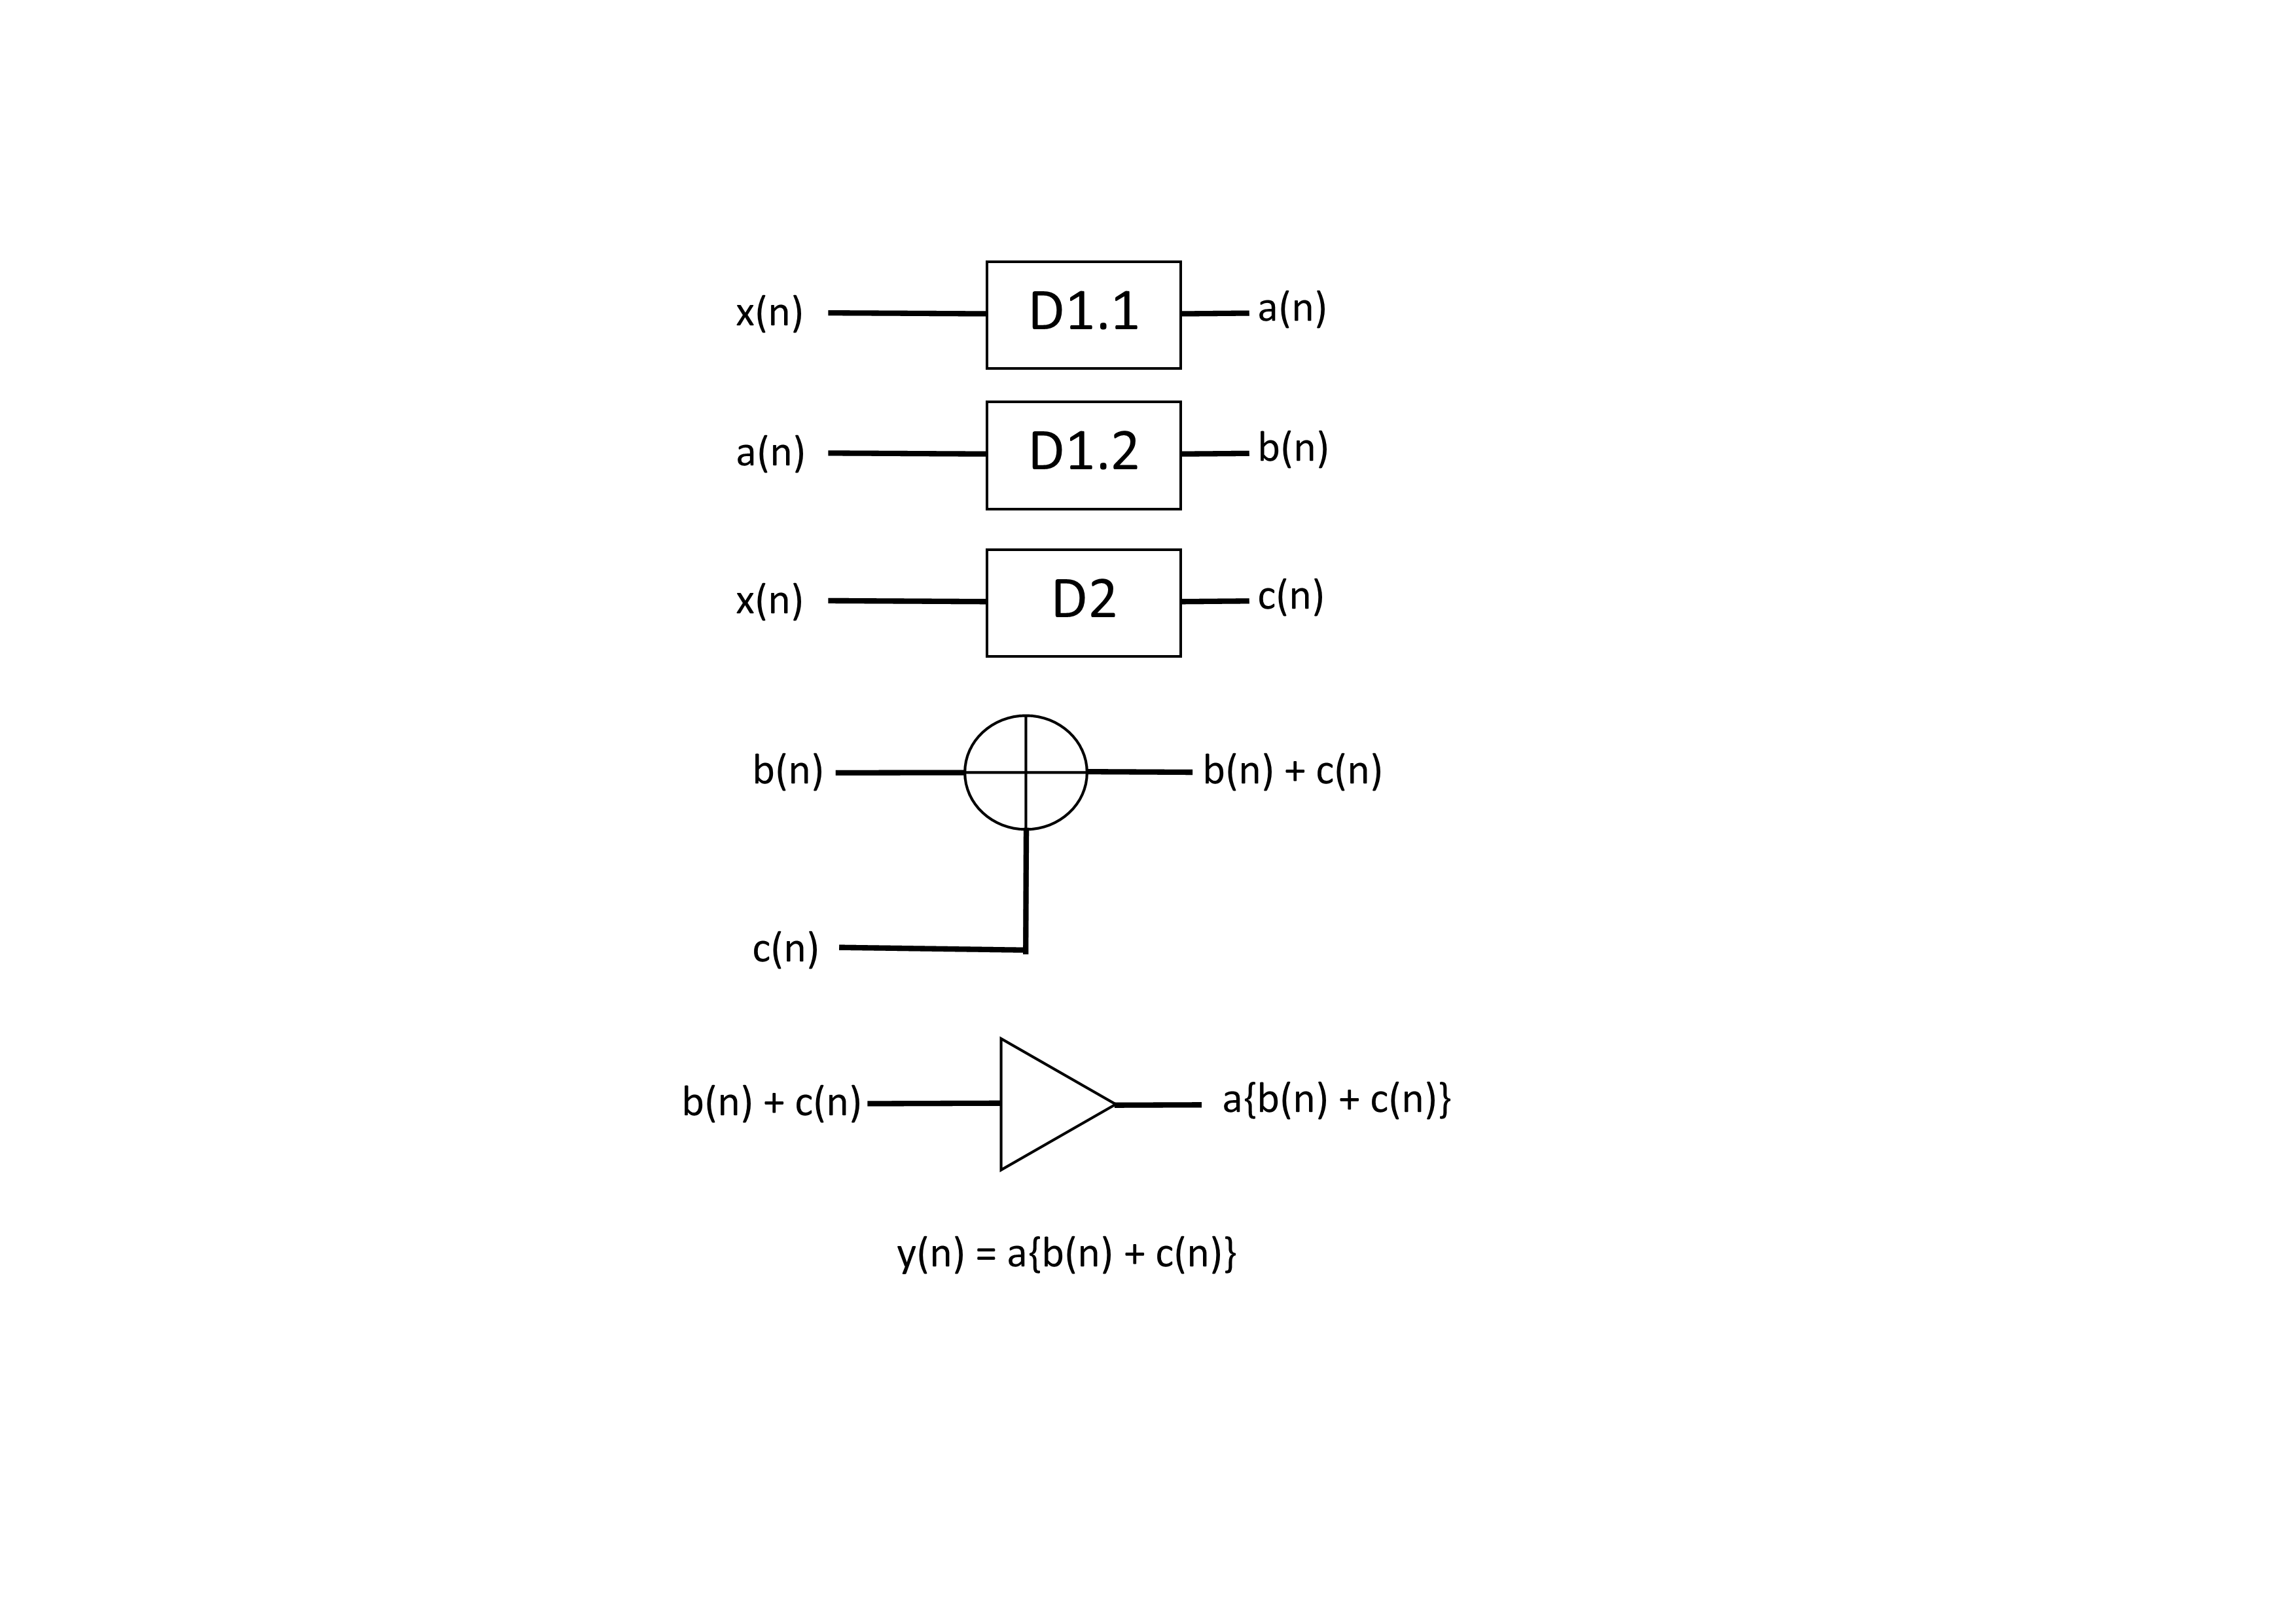 x(n) D1.1 a(n)
a(n) D1.2 b(n)
x(n) D2 c(n)
b(n) b(n) + c(n)
c(n)
b(n) + c(n) a{b(n) + c(n)}
y(n) = a{b(n) + c(n)}